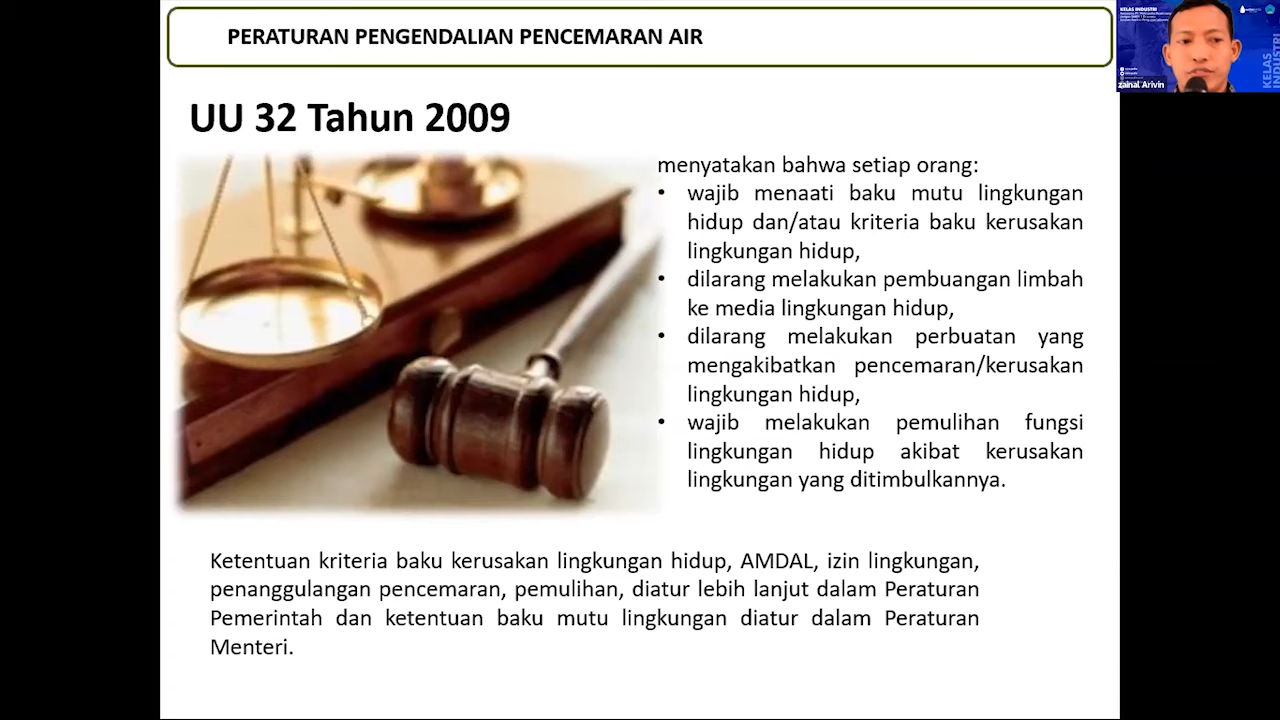 PERATURAN PENGENDALIAN PENCEMARAN AIR
UU 32 Tahun 2009
menyatakan bahwa setiap orang:
• wajib menaati baku mutu lingkungan
hidup dan/atau kriteria baku kerusakan
lingkungan hidup,
• dilarang melakukan pembuangan limbah
ke media lingkungan hidup,
• dilarang melakukan perbuatan yang
mengakibatkan pencemaran/kerusakan
lingkungan hidup,
• wajib melakukan pemulihan fungsi
lingkungan hidup akibat kerusakan
lingkungan yang ditimbulkannya.
Ketentuan kriteria baku kerusakan lingkungan hidup, AMDAL, izin lingkungan,
penanggulangan pencemaran, pemulihan, diatur lebih lanjut dalam Peraturan
Pemerintah dan ketentuan baku mutu lingkungan diatur dalam Peraturan
Menteri.
KELAS INDUSTRI
zainal Arivin
KELAS
INDUSTRI